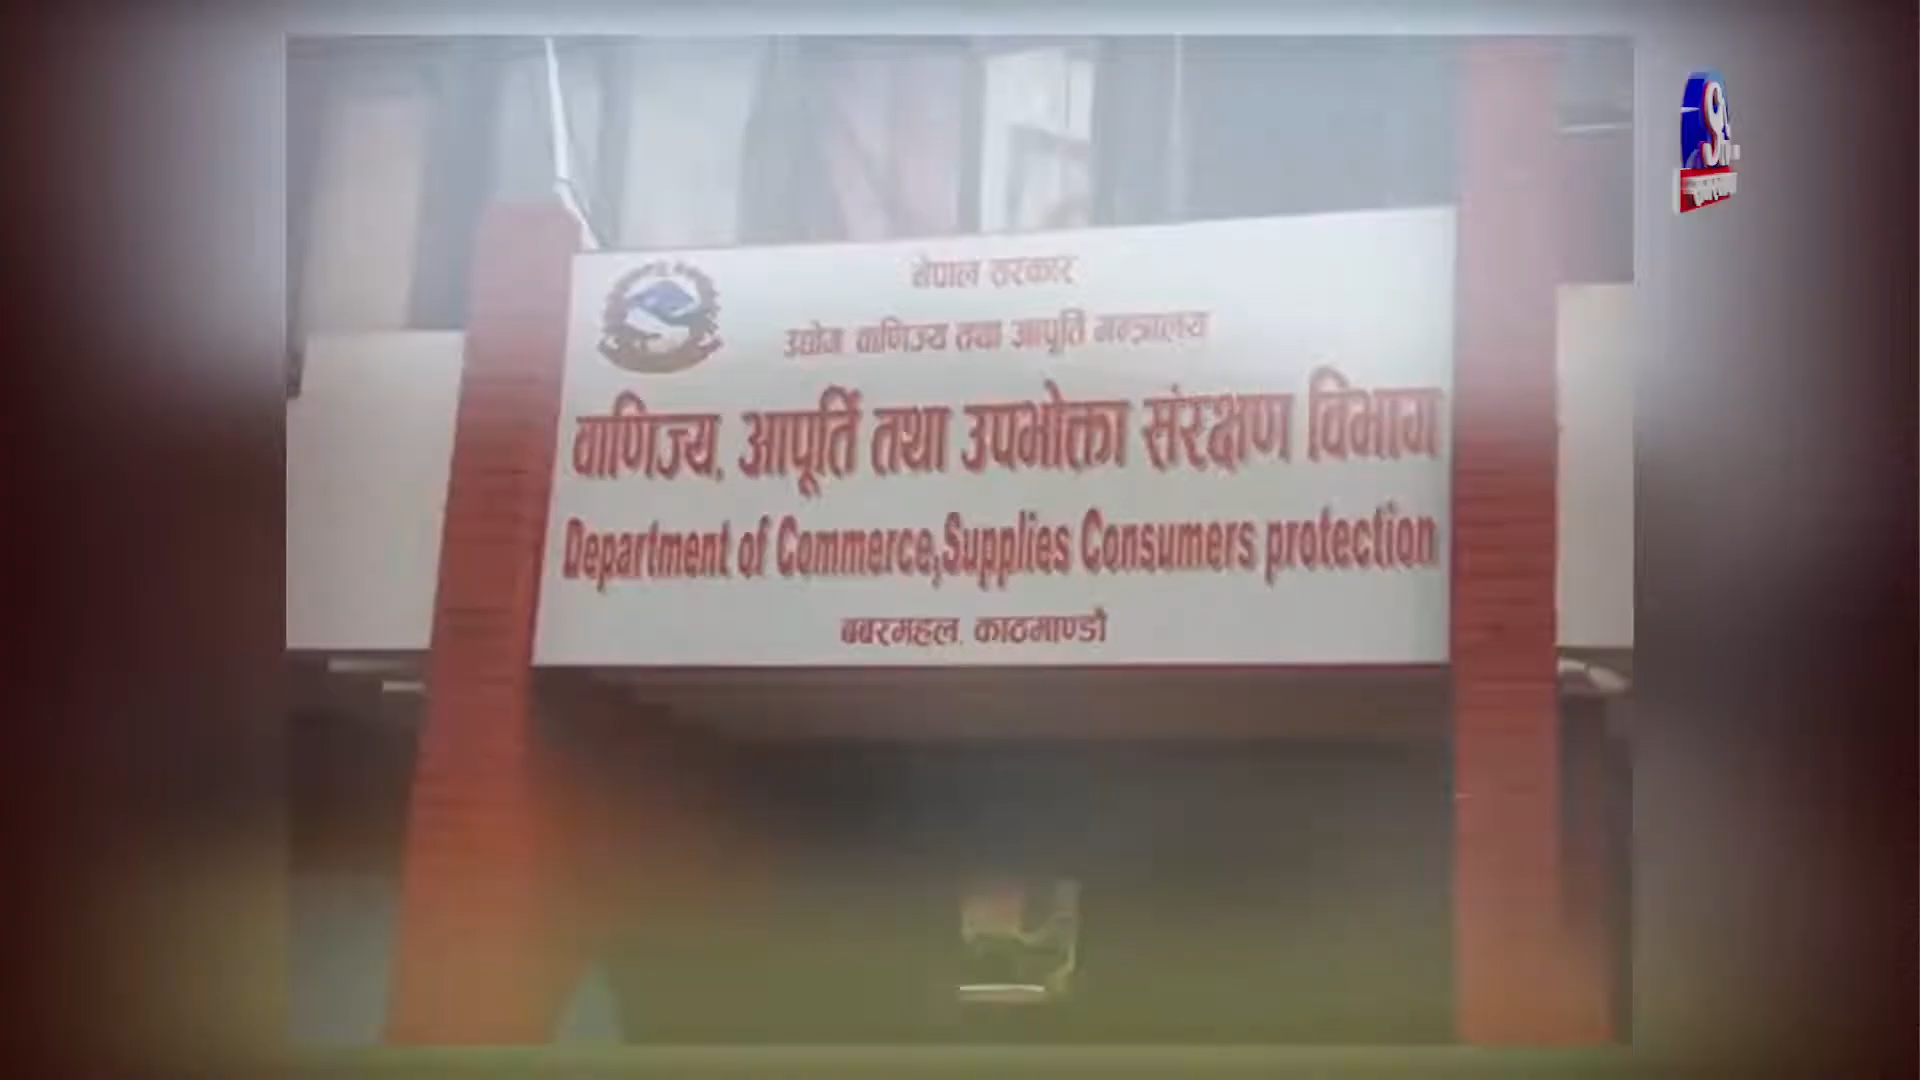 नेपाल सरकार
उद्योग, वाणिज्य तथा आपूर्ति मन्त्रालय
वाणिज्य, आपूर्ति तथा उपभोक्ता संरक्षण विभाग
Department of Commerce,Supplies Consumers protection
बबरमहल, काठमाण्डौ